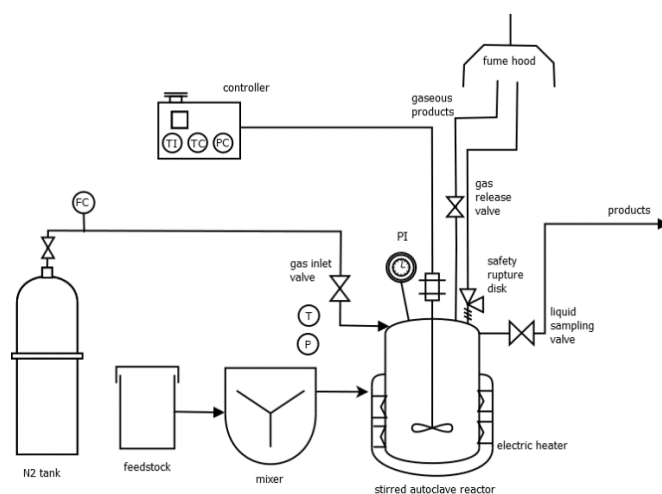 fume hood
controller
gaseous
products
TI
TC
PC
FC
gas
release
valve
products
PI
gas inlet
valve
safety
rupture
disk
T
P
liquid
sampling
valve
N2 tank
feedstock
mixer
electric heater
stirred autoclave reactor